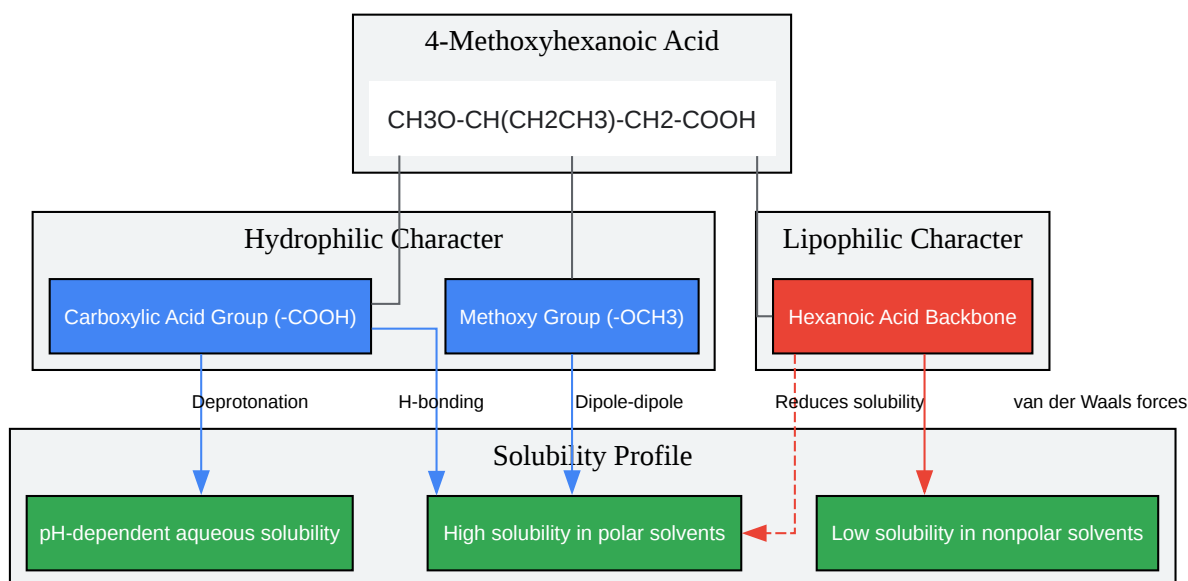 4-Methoxyhexanoic Acid
CH3O-CH(CH2CH3)-CH2-COOH
Hydrophilic Character
Lipophilic Character
Carboxylic Acid Group (-COOH)
Methoxy Group (-OCH3)
Hexanoic Acid Backbone
Deprotonation
H-bonding
Dipole-dipole
Reduces solubility
van der Waals forces
Solubility Profile
pH-dependent aqueous solubility
High solubility in polar solvents
Low solubility in nonpolar solvents